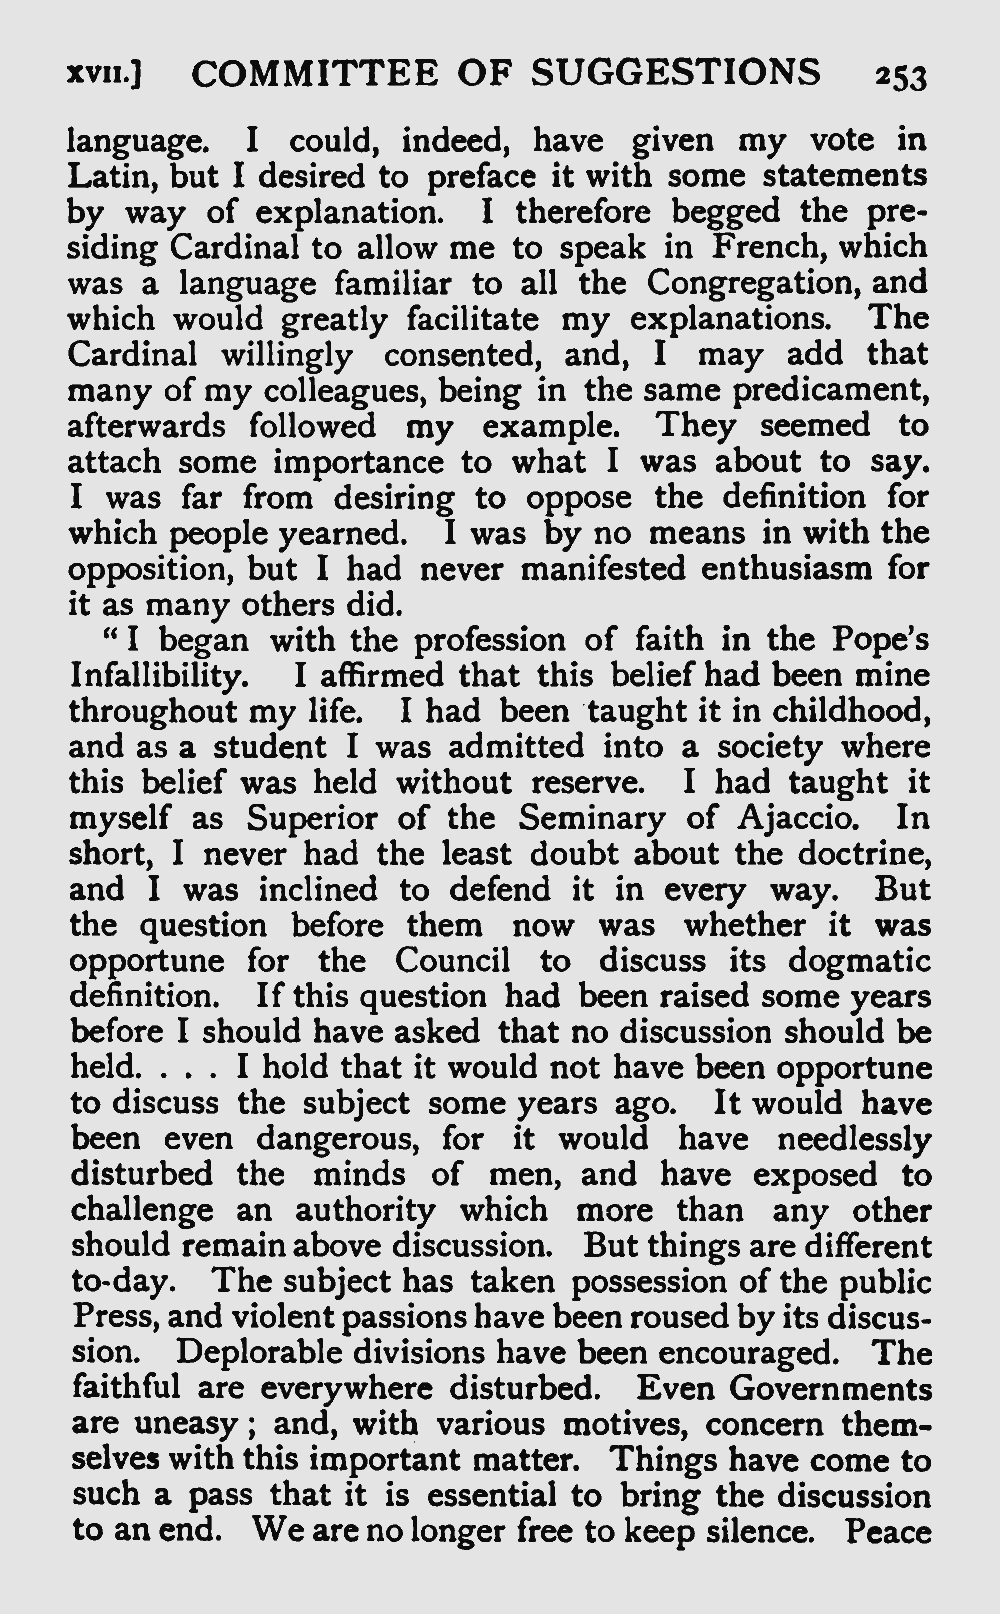 XVII.] COMMITTEE OF SUGGESTIONS 253
language. I could, indeed, have given my vote in
Latin, but I desired to preface it with some statements
by way of explanation. I therefore begged the pre-
siding Cardinal to allow me to speak in French, which
was a language familiar to all the Congregation, and
which would greatly facilitate my explanations. The
Cardinal willingly consented, and, I may add that
many of my colleagues, being in the same predicament,
afterwards followed my example. They seemed to
attach some importance to what I was about to say.
I was far from desiring to oppose the definition for
which people yearned. I was by no means in with the
opposition, but I had never manifested enthusiasm for
it as many others did.
“ I began with the profession of faith in the Pope's
Infallibility. I affirmed that this belief had been mine
throughout my life. I had been taught it in childhood,
and as a student I was admitted into a society where
this belief was held without reserve. I had taught it
myself as Superior of the Seminary of Ajaccio. In
short, I never had the least doubt about the doctrine,
and I was inclined to defend it in every way. But
the question before them now was whether it was
opportune for the Council to discuss its dogmatic
definition. If this question had been raised some years
before I should have asked that no discussion should be
held. . . . I hold that it would not have been opportune
to discuss the subject some years ago. It would have
been even dangerous, for it would have needlessly
disturbed the minds of men, and have exposed to
challenge an authority which more than any other
should remain above discussion. But things are different
to-day. The subject has taken possession of the public
Press, and violent passions have been roused by its discus-
sion. Deplorable divisions have been encouraged. The
faithful are everywhere disturbed. Even Governments
are uneasy ; and, with various motives, concern them-
selves with this important matter. Things have come to
such a pass that it is essential to bring the discussion
to an end. We are no longer free to keep silence. Peace